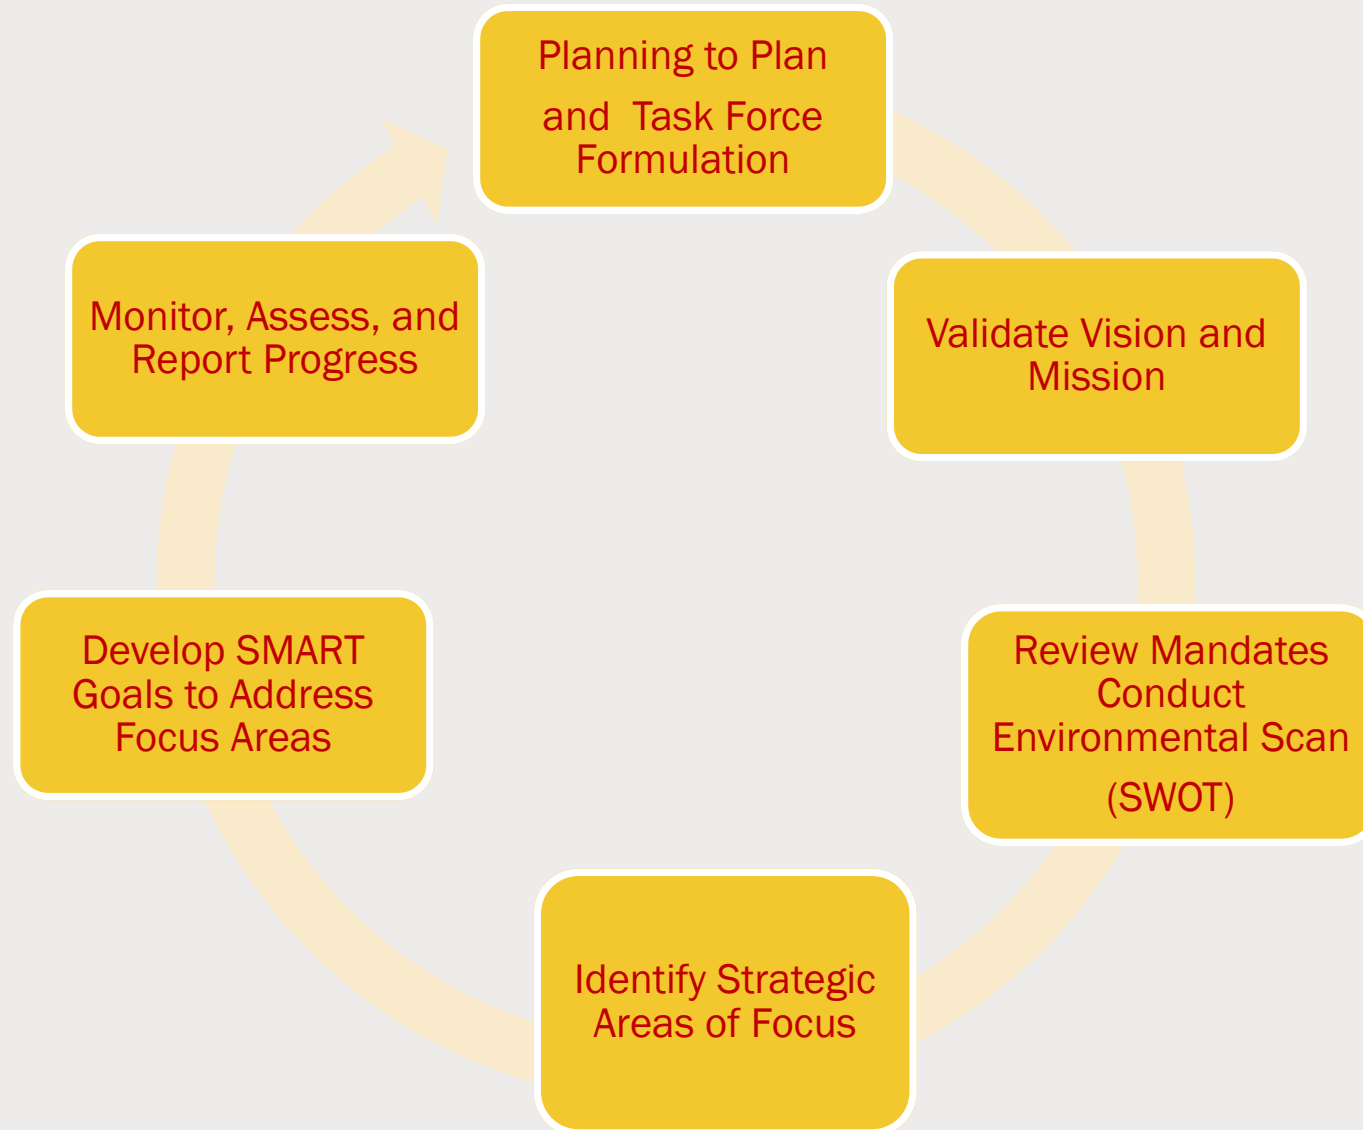 Planning to Plan
and Task Force
Formulation
Validate Vision and
Mission
Review Mandates
Conduct
Environmental Scan
(SWOT)
Identify Strategic
Areas of Focus
Develop SMART
Goals to Address
Focus Areas
Monitor, Assess, and
Report Progress